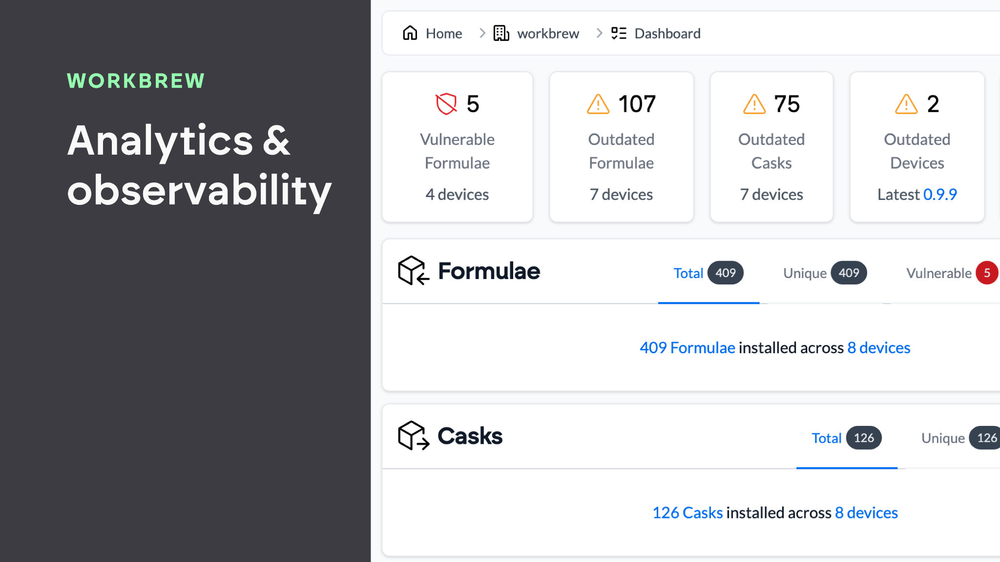 WORKBREW
Analytics &
observability
Home
workbrew
Dashboard
5
Vulnerable
Formulae
4 devices
107
Outdated
Formulae
7 devices
75
Outdated
Casks
7 devices
2
Outdated
Devices
Latest 0.9.9
Formulae
Total 409
Unique 409
Vulnerable 5
409 Formulae installed across 8 devices
Casks
Total 126
Unique 126
126 Casks installed across 8 devices